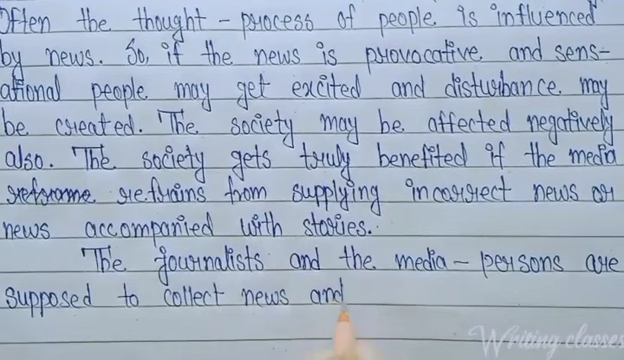 Often the thought - process of people is influenced
by news. So, if the news is provocative and sens-
ational people may get excited and disturbance may
be created. The society may be affected negatively
also. The society gets truly benefited if the media
refrains from supplying incorrect news or
news accompanied with stories.
The journalists and the media - persons are
supposed to collect news and
Writing classes